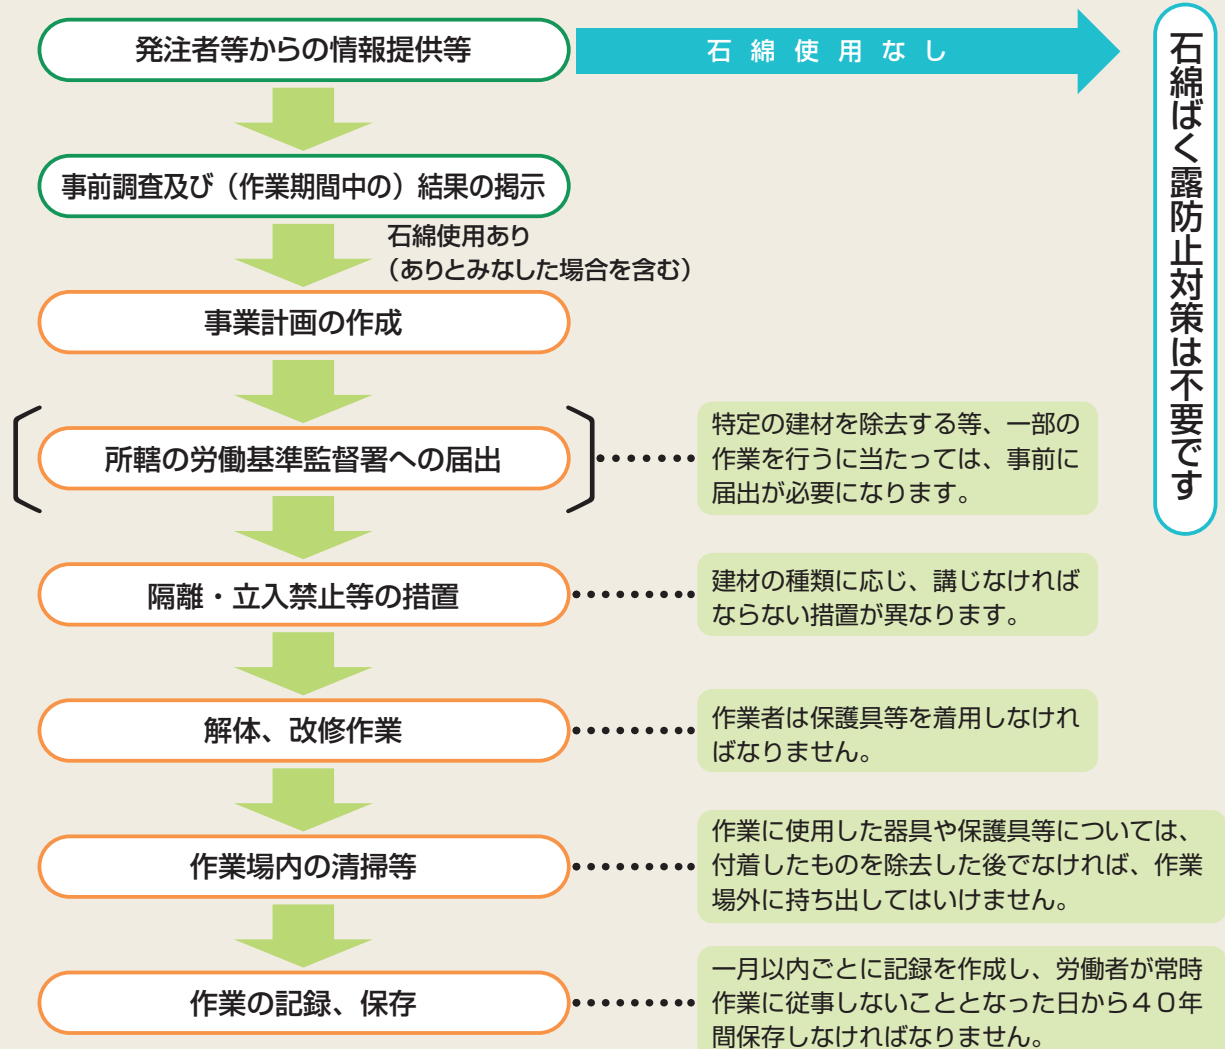 発注者等からの情報提供等
石綿使用なし
石綿ばく露防止対策は不要です
事前調査及び（作業期間中の）結果の掲示
石綿使用あり
（ありとみなした場合を含む）
事業計画の作成
所轄の労働基準監督署への届出
特定の建材を除去する等、一部の
作業を行うに当たっては、事前に
届出が必要になります。
隔離・立入禁止等の措置
建材の種類に応じ、講じなければ
ならない措置が異なります。
解体、改修作業
作業者は保護具等を着用しなけれ
ばなりません。
作業場内の清掃等
作業に使用した器具や保護具等については、
付着したものを除去した後でなければ、作業
場外に持ち出してはいけません。
作業の記録、保存
一月以内ごとに記録を作成し、労働者が常時
作業に従事しないこととなった日から４０年
間保存しなければなりません。